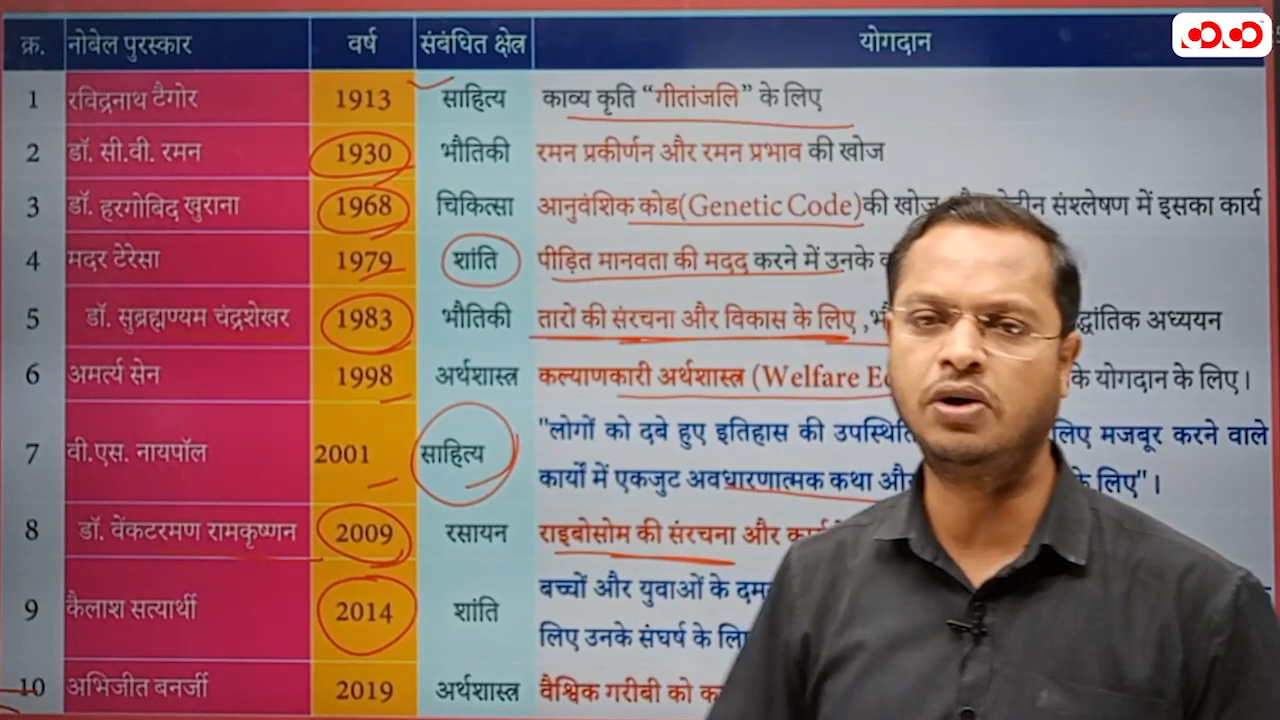 क्र. नोबेल पुरस्कार वर्ष संबंधित क्षेत्र योगदान
1 रविद्रनाथ टैगोर 1913 साहित्य काव्य कृति “गीतांजलि” के लिए
2 डॉ. सी.वी. रमन 1930 भौतिकी रमन प्रकीर्णन और रमन प्रभाव की खोज
3 डॉ. हरगोबिद खुराना 1968 चिकित्सा आनुवंशिक कोड(Genetic Code)की खोज संश्लेषण में इसका कार्य
4 मदर टेरेसा 1979 शांति पीड़ित मानवता की मदद करने में उनके
5 डॉ. सुब्रह्मण्यम चंद्रशेखर 1983 भौतिकी तारों की संरचना और विकास के लिए , अध्ययन
6 अमर्त्य सेन 1998 अर्थशास्त्र कल्याणकारी अर्थशास्त्र (Welfare के योगदान के लिए।
7 वी.एस. नायपॉल 2001 साहित्य "लोगों को दबे हुए इतिहास की लिए मजबूर करने वाले
कार्यों में एकजुट अवधारणात्मक कथा और के लिए"।
8 डॉ. वेंकटरमण रामकृष्णन 2009 रसायन राइबोसोम की संरचना और
9 कैलाश सत्यार्थी 2014 शांति बच्चों और युवाओं के
लिए उनके संघर्ष के
10 अभिजीत बनर्जी 2019 अर्थशास्त्र वैश्विक गरीबी को